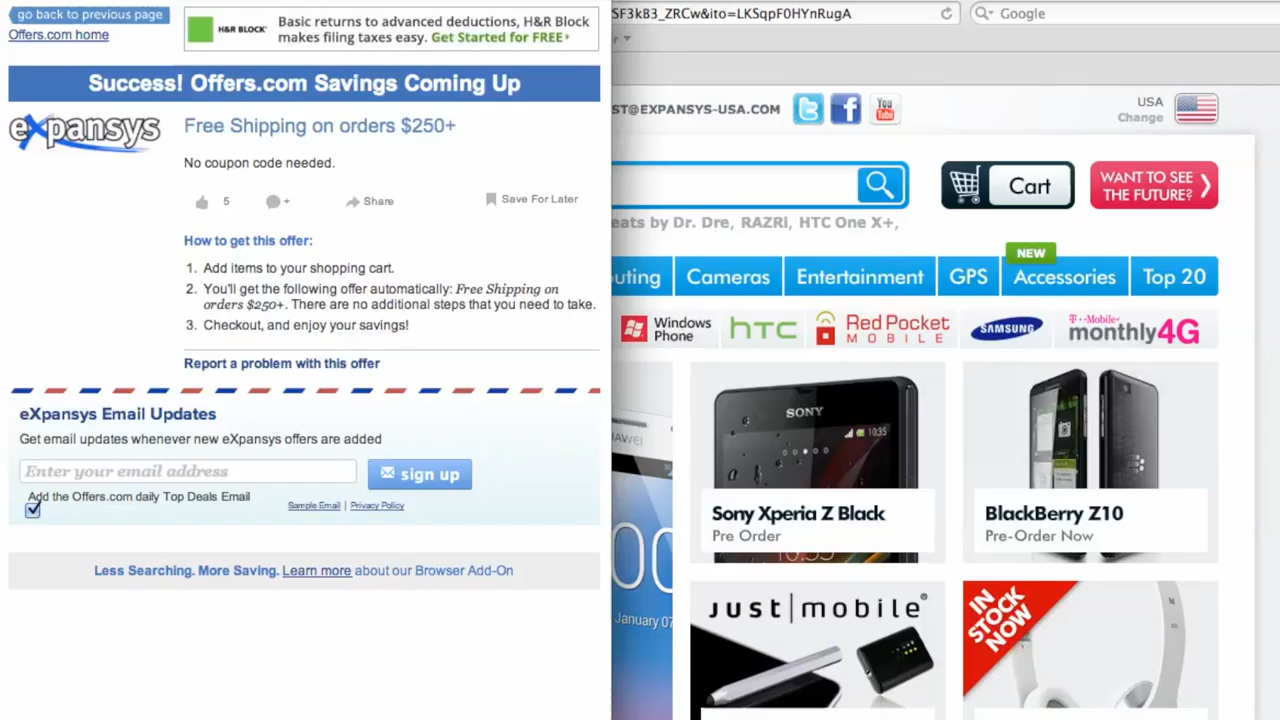 go back to previous page
Offers.com home
H&R BLOCK
Basic returns to advanced deductions, H&R Block
makes filing taxes easy. Get Started for FREE
Success! Offers.com Savings Coming Up
eXpansys
Free Shipping on orders $250+
No coupon code needed.
5
+
Share
Save For Later
How to get this offer:
1. Add items to your shopping cart.
2. You'll get the following offer automatically: Free Shipping on
orders $250+. There are no additional steps that you need to take.
3. Checkout, and enjoy your savings!
Report a problem with this offer
eXpansys Email Updates
Get email updates whenever new eXpansys offers are added
Enter your email address
sign up
Add the Offers.com daily Top Deals Email
Sample Email | Privacy Policy
Less Searching. More Saving. Learn more about our Browser Add-On
SF3kB3_ZRCw&ito=LKSqpF0HYnRugA
Google
ST@EXPANSYS-USA.COM
You Tube
USA
Change
Cart
WANT TO SEE
THE FUTURE?
eats by Dr. Dre, RAZRi, HTC One X+,
NEW
uting
Cameras
Entertainment
GPS
Accessories
Top 20
Windows
Phone
htc
Red Pocket
MOBILE
SAMSUNG
T-Mobile
monthly4G
SONY
10:35
Sony Xperia Z Black
Pre Order
BlackBerry Z10
Pre-Order Now
January 07
JUST|mobile®
IN
STOCK
NOW